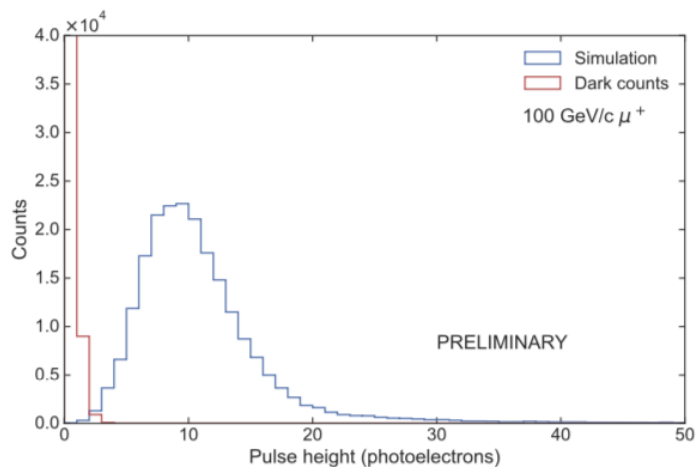 ×10⁴
4.0
3.5
3.0
2.5
2.0
1.5
1.0
0.5
0.0
Counts
Simulation
Dark counts
100 GeV/c μ⁺
PRELIMINARY
0 10 20 30 40 50
Pulse height (photoelectrons)